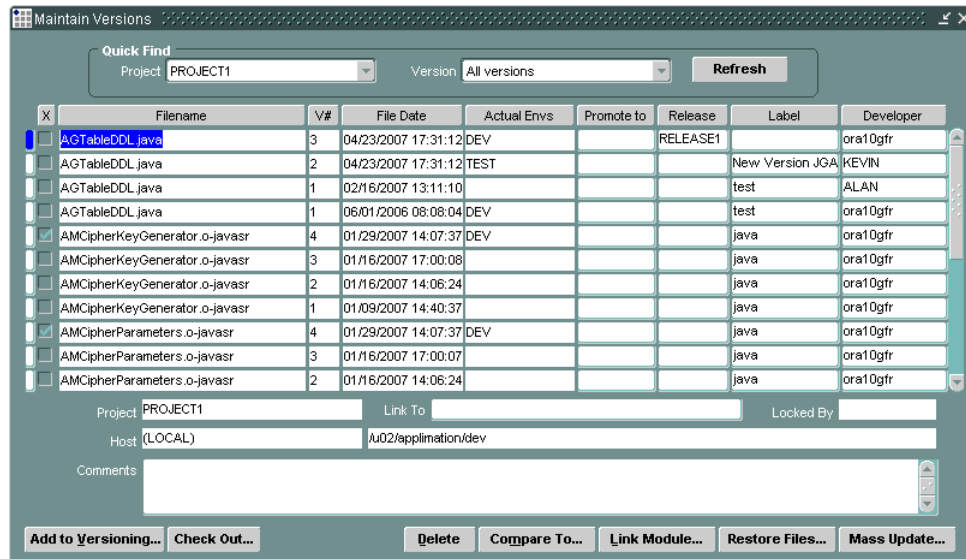 Maintain Versions
Quick Find
Project PROJECT1 Version All versions Refresh
X Filename V# File Date Actual Envs Promote to Release Label Developer
AGTableDDL.java 3 04/23/2007 17:31:12 DEV RELEASE1 ora10gfr
AGTableDDL.java 2 04/23/2007 17:31:12 TEST New Version JGA KEVIN
AGTableDDL.java 1 02/16/2007 13:11:10 test ALAN
AGTableDDL.java 1 06/01/2006 08:08:04 DEV test ora10gfr
AMCipherKeyGenerator.o-javasr 4 01/29/2007 14:07:37 DEV java ora10gfr
AMCipherKeyGenerator.o-javasr 3 01/16/2007 17:00:08 java ora10gfr
AMCipherKeyGenerator.o-javasr 2 01/16/2007 14:06:24 java ora10gfr
AMCipherKeyGenerator.o-javasr 1 01/09/2007 14:40:37 java ora10gfr
AMCipherParameters.o-javasr 4 01/29/2007 14:07:37 DEV java ora10gfr
AMCipherParameters.o-javasr 3 01/16/2007 17:00:07 java ora10gfr
AMCipherParameters.o-javasr 2 01/16/2007 14:06:24 java ora10gfr
Project PROJECT1 Link To Locked By
Host (LOCAL) /u02/applimation/dev
Comments
Add to Versioning... Check Out... Delete Compare To... Link Module... Restore Files... Mass Update...